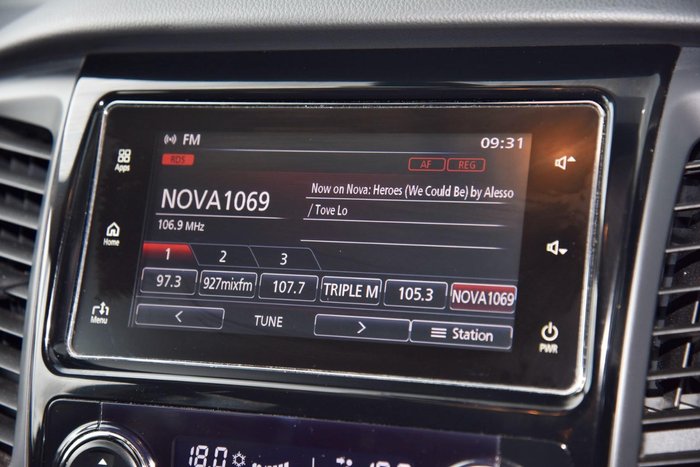 FM
09:31
RDS
AF
REG
Apps
NOVA1069
Now on Nova: Heroes (We Could Be) by Alesso
/ Tove Lo
106.9 MHz
Home
1
2
3
97.3
927mixfm
107.7
TRIPLE M
105.3
NOVA1069
Menu
<
TUNE
>
Station
PWR
18.0